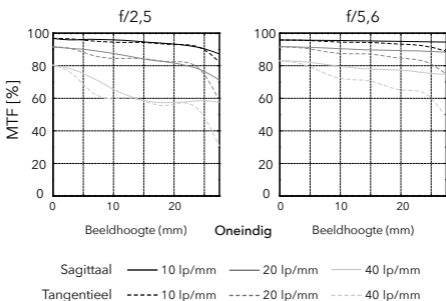 f/2,5 f/5,6
MTF [%]
100 100
80 80
60 60
40 40
20 20
0 0
0 10 20 0 10 20
Beeldhoogte (mm) Oneindig Beeldhoogte (mm)
Sagittaal 10 lp/mm 20 lp/mm 40 lp/mm
Tangentieel 10 lp/mm 20 lp/mm 40 lp/mm